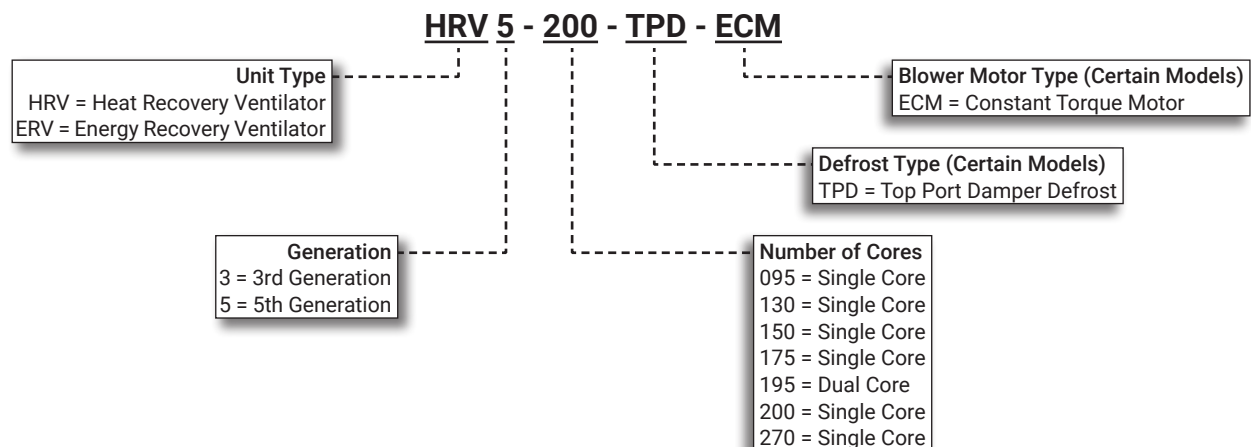 HRV 5 - 200 - TPD - ECM
Unit Type
HRV = Heat Recovery Ventilator
ERV = Energy Recovery Ventilator
Blower Motor Type (Certain Models)
ECM = Constant Torque Motor
Defrost Type (Certain Models)
TPD = Top Port Damper Defrost
Generation
3 = 3rd Generation
5 = 5th Generation
Number of Cores
095 = Single Core
130 = Single Core
150 = Single Core
175 = Single Core
195 = Dual Core
200 = Single Core
270 = Single Core